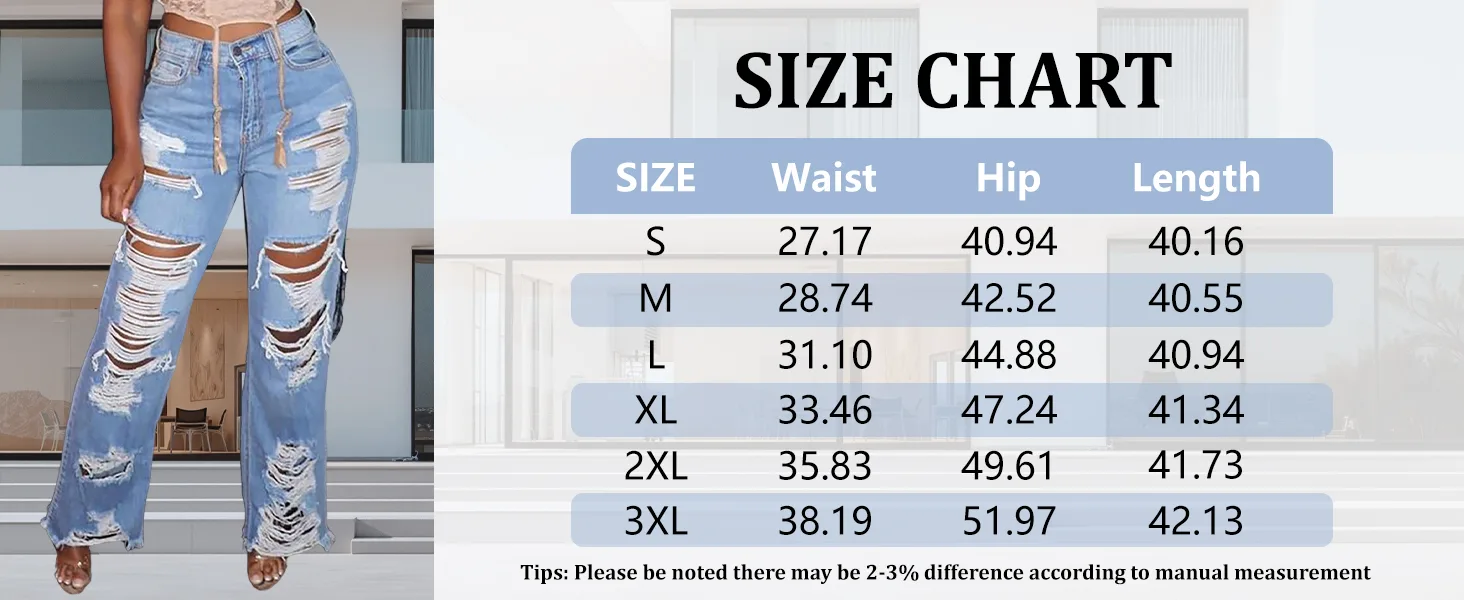 SIZE CHART
SIZE Waist Hip Length
S 27.17 40.94 40.16
M 28.74 42.52 40.55
L 31.10 44.88 40.94
XL 33.46 47.24 41.34
2XL 35.83 49.61 41.73
3XL 38.19 51.97 42.13
Tips: Please be noted there may be 2-3% difference according to manual measurement